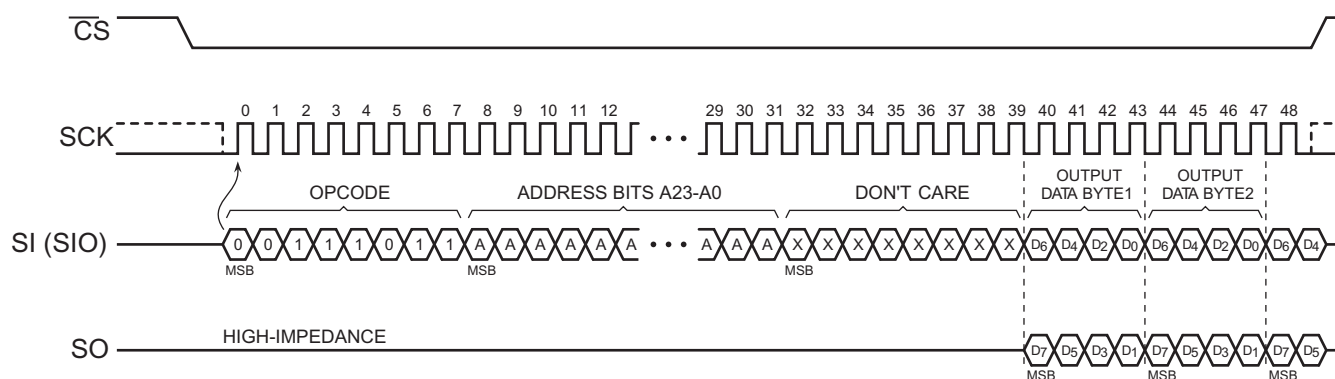 CS
0 1 2 3 4 5 6 7 8 9 10 11 12 29 30 31 32 33 34 35 36 37 38 39 40 41 42 43 44 45 46 47 48
SCK • • •
OPCODE ADDRESS BITS A23-A0 DON'T CARE OUTPUT DATA BYTE1 OUTPUT DATA BYTE2
SI (SIO) 0 0 1 1 1 0 1 1 A A A A A A • • • A A A X X X X X X X X D6 D4 D2 D0 D6 D4 D2 D0 D6 D4
MSB MSB MSB
HIGH-IMPEDANCE
SO D7 D5 D3 D1 D7 D5 D3 D1 D7 D5
MSB MSB MSB